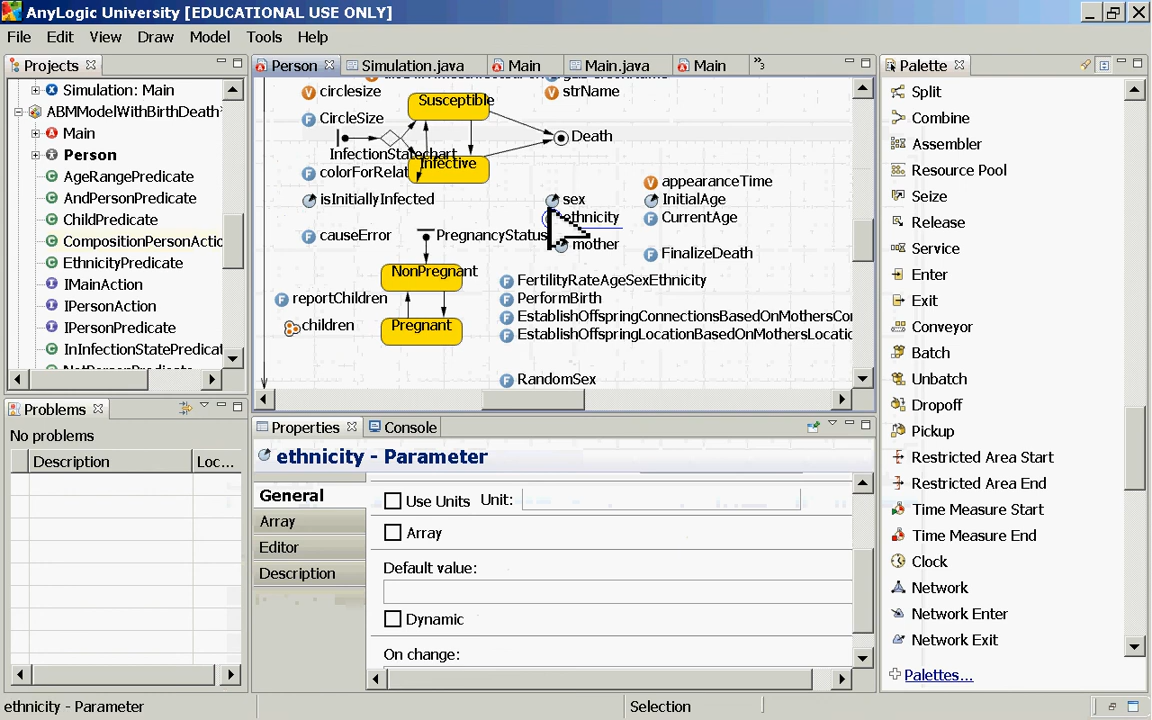 AnyLogic University [EDUCATIONAL USE ONLY]
File Edit View Draw Model Tools Help
Projects
Simulation: Main
ABMModelWithBirthDeath
Main
Person
AgeRangePredicate
AndPersonPredicate
ChildPredicate
CompositionPersonActic
EthnicityPredicate
IMainAction
IPersonAction
IPersonPredicate
InInfectionStatePredicat
Problems
No problems
Description Loc...
Person Simulation.java Main Main.java Main »3
circlesize
Susceptible
strName
CircleSize
Death
InfectionStatechart
Infective
colorForRelat
appearanceTime
isInitiallyInfected
sex
InitialAge
ethnicity
CurrentAge
causeError
PregnancyStatus
mother
FinalizeDeath
NonPregnant
FertilityRateAgeSexEthnicity
reportChildren
PerformBirth
EstablishOffspringConnectionsBasedOnMothersCor
children
Pregnant
EstablishOffspringLocationBasedOnMothersLocatic
RandomSex
Properties Console
ethnicity - Parameter
General
Array
Editor
Description
Use Units Unit:
Array
Default value:
Dynamic
On change:
Palette
Split
Combine
Assembler
Resource Pool
Seize
Release
Service
Enter
Exit
Conveyor
Batch
Unbatch
Dropoff
Pickup
Restricted Area Start
Restricted Area End
Time Measure Start
Time Measure End
Clock
Network
Network Enter
Network Exit
Palettes...
ethnicity - Parameter
Selection